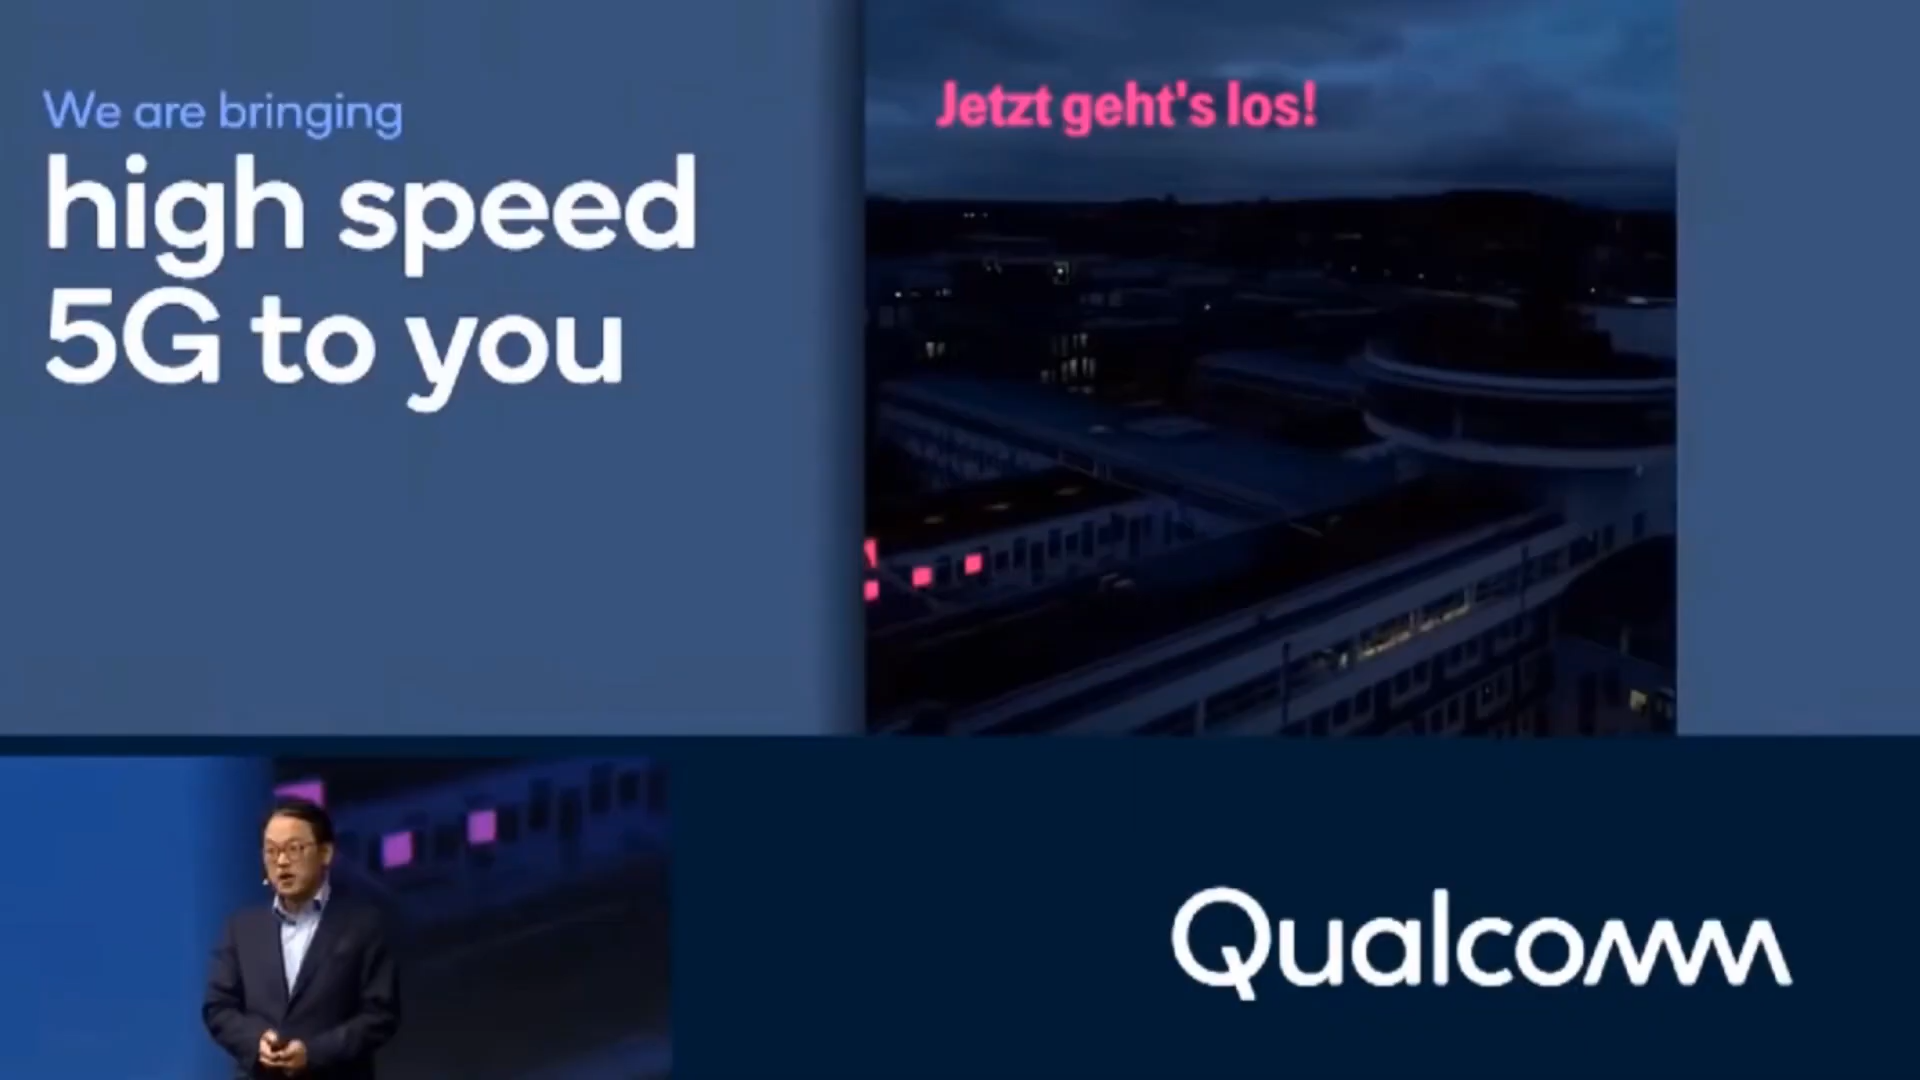 We are bringing
high speed
5G to you
Jetzt geht's los!
Qualcomm